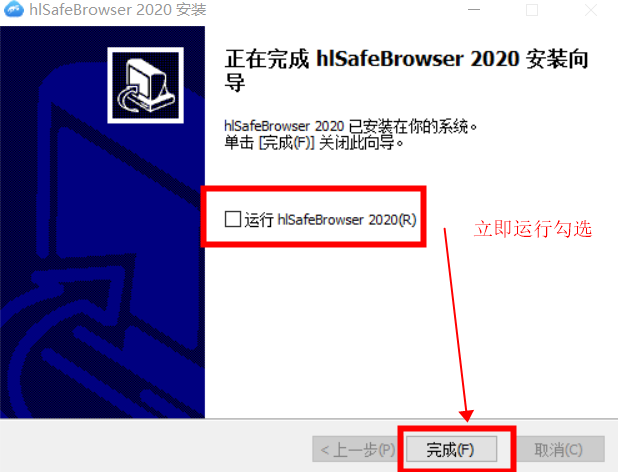 hlSafeBrowser 2020 安装
正在完成 hlSafeBrowser 2020 安装向
导
hlSafeBrowser 2020 已安装在你的系统。
单击 [完成(F)] 关闭此向导。
运行 hlSafeBrowser 2020(R)
立即运行勾选
< 上一步(P)
完成(F)
取消(C)